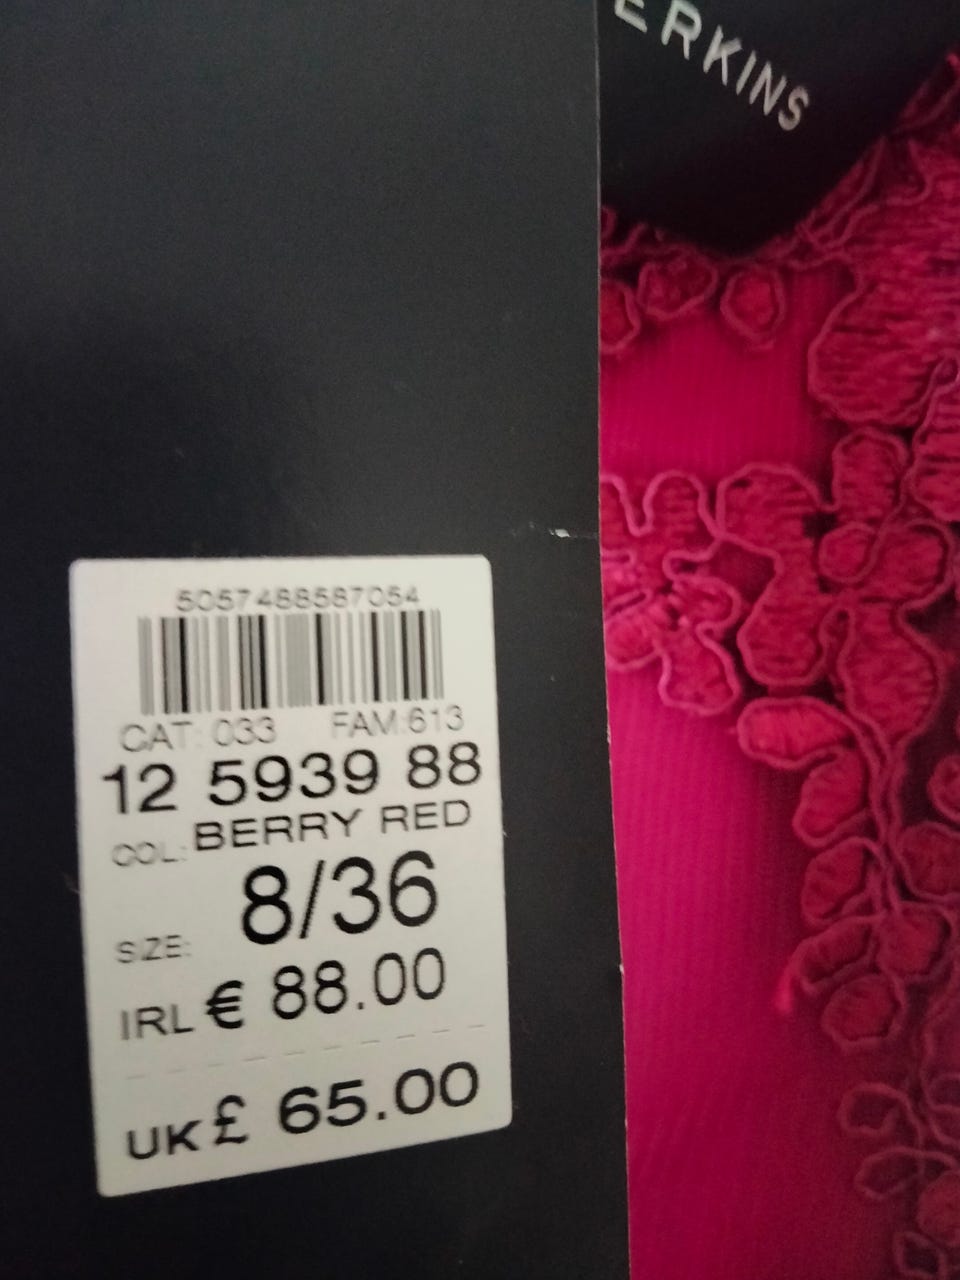 ERKINS
5057488587054
CAT: 033 FAM:613
12 5939 88
COL: BERRY RED
SIZE: 8/36
IRL € 88.00
UK £ 65.00